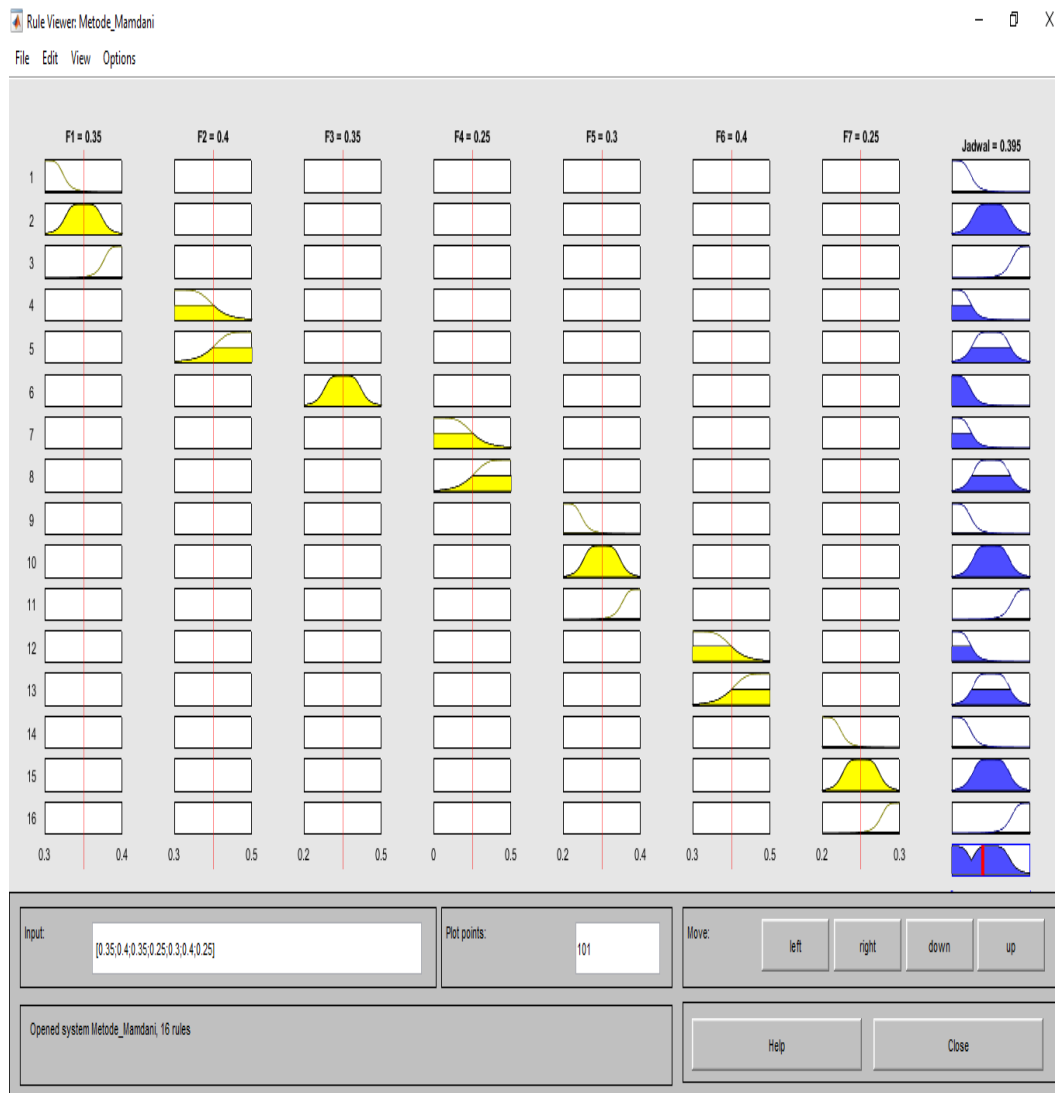 Rule Viewer: Metode_Mamdani
File Edit View Options
F1 = 0.35 F2 = 0.4 F3 = 0.35 F4 = 0.25 F5 = 0.3 F6 = 0.4 F7 = 0.25 Jadwal = 0.395
1
2
3
4
5
6
7
8
9
10
11
12
13
14
15
16
0.3 0.4 0.3 0.5 0.2 0.5 0 0.5 0.2 0.4 0.3 0.5 0.2 0.3
Input: [0.35;0.4;0.35;0.25;0.3;0.4;0.25] Plot points: 101 Move: left right down up
Opened system Metode_Mamdani, 16 rules
Help Close